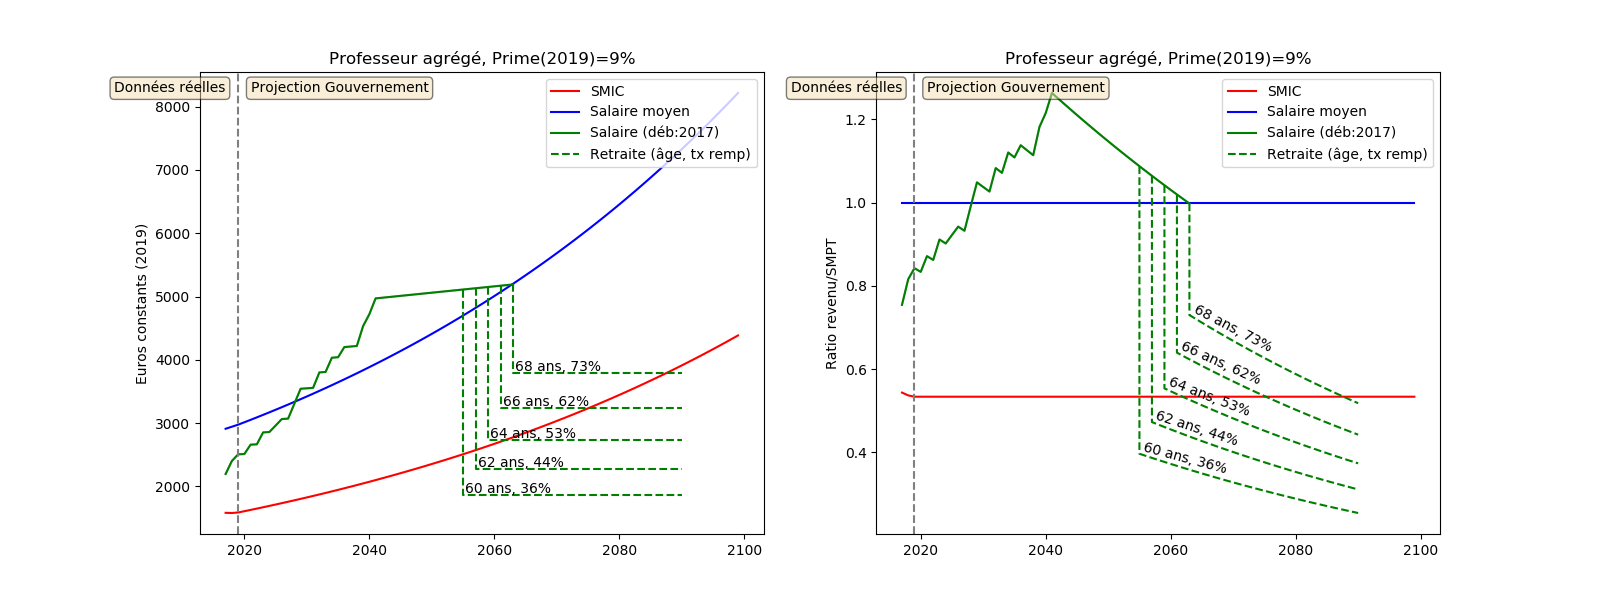 Professeur agrégé, Prime(2019)=9%
Données réelles
Projection Gouvernement
SMIC
Salaire moyen
Salaire (déb:2017)
Retraite (âge, tx remp)
Euros constants (2019)
8000
7000
6000
5000
4000
3000
2000
68 ans, 73%
66 ans, 62%
64 ans, 53%
62 ans, 44%
60 ans, 36%
2020
2040
2060
2080
2100
Professeur agrégé, Prime(2019)=9%
Données réelles
Projection Gouvernement
SMIC
Salaire moyen
Salaire (déb:2017)
Retraite (âge, tx remp)
Ratio revenu/SMPT
1.2
1.0
0.8
0.6
0.4
68 ans, 73%
66 ans, 62%
64 ans, 53%
62 ans, 44%
60 ans, 36%
2020
2040
2060
2080
2100